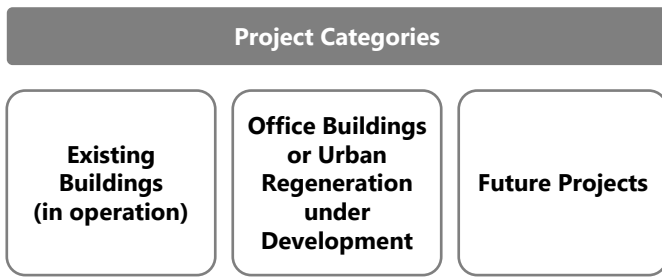 Project Categories
Existing
Buildings
(in operation)
Office Buildings
or Urban
Regeneration
under
Development
Future Projects